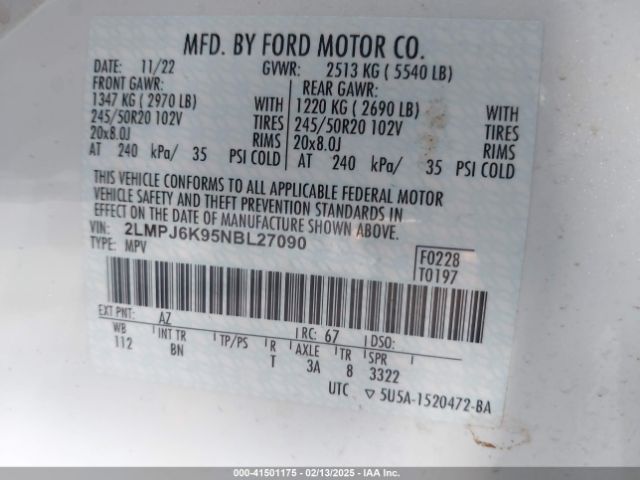 MFD. BY FORD MOTOR CO.
DATE: 11/22 GVWR: 2513 KG ( 5540 LB)
FRONT GAWR: REAR GAWR:
1347 KG ( 2970 LB) WITH 1220 KG ( 2690 LB) WITH
245/50R20 102V TIRES 245/50R20 102V TIRES
20x8.0J RIMS 20x8.0J RIMS
AT 240 kPa/ 35 PSI COLD AT 240 kPa/ 35 PSI COLD
THIS VEHICLE CONFORMS TO ALL APPLICABLE FEDERAL MOTOR
VEHICLE SAFETY AND THEFT PREVENTION STANDARDS IN EFFECT
ON THE DATE OF MANUFACTURE SHOWN ABOVE.
VIN: 2LMPJ6K95NBL27090
TYPE: MPV
F0228
T0197
EXT PNT: AZ RC: 67 DSO:
WB INT TR TP/PS R AXLE TR SPR
112 BN T 3A 8 3322
UTC ▽ 5U5A-1520472-BA
000-41501175 - 02/13/2025 - IAA Inc.